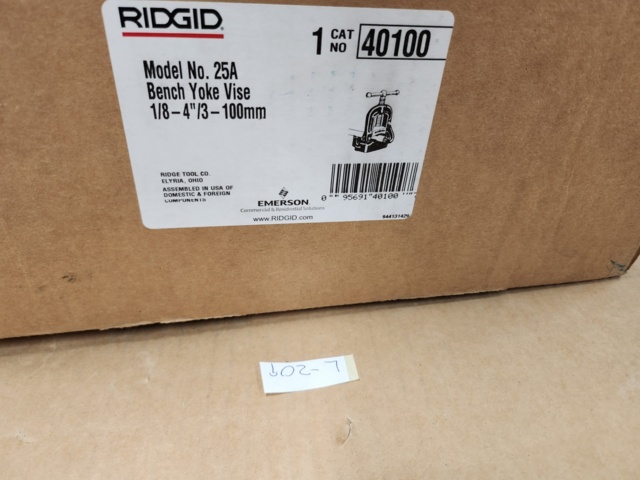 RIDGID
1 CAT NO 40100
Model No. 25A
Bench Yoke Vise
1/8-4"/3-100mm
RIDGE TOOL CO.
ELYRIA, OHIO
ASSEMBLED IN USA OF
DOMESTIC & FOREIGN
COMPONENTS
EMERSON
Commercial & Residential Solutions
www.RIDGID.com
0 95691 40100